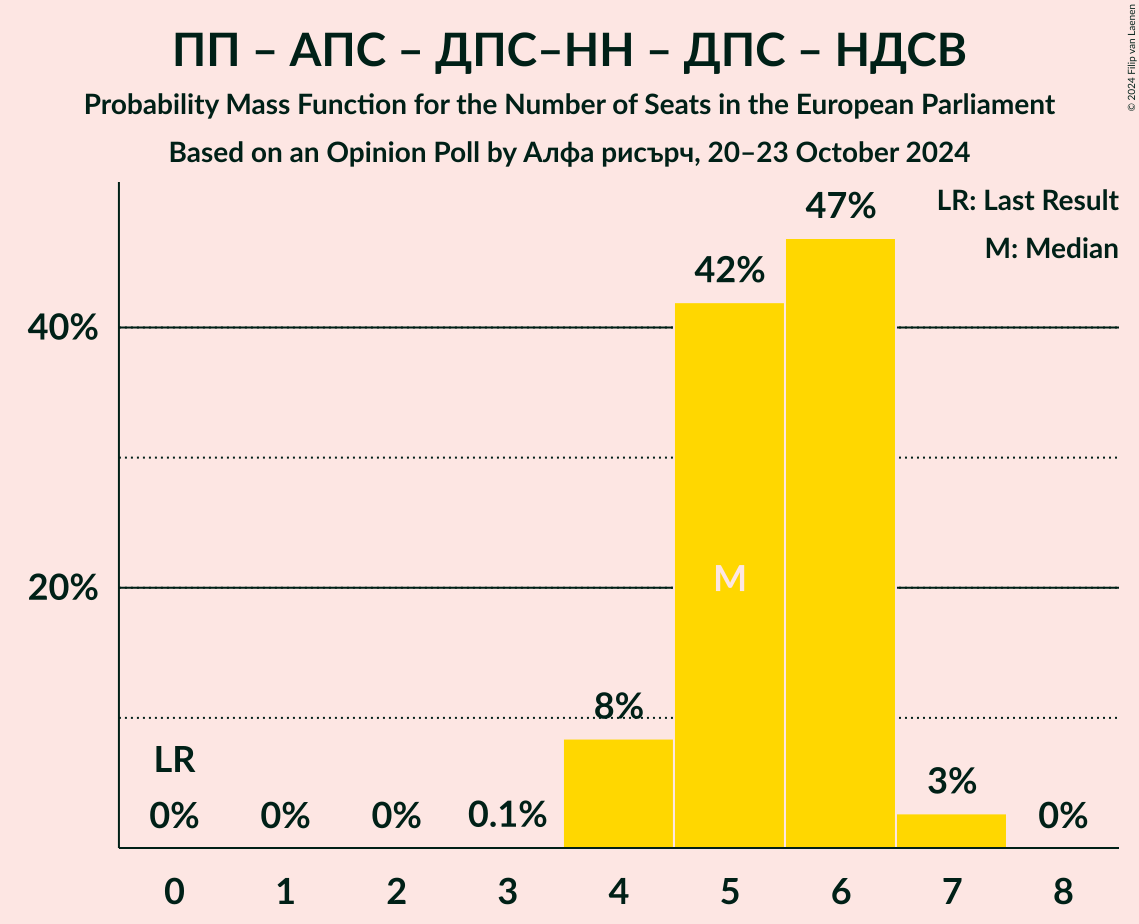 ПП – АПС – ДПС–НН – ДПС – НДСВ
Probability Mass Function for the Number of Seats in the European Parliament
Based on an Opinion Poll by Алфа рисърч, 20–23 October 2024
© 2024 Filip van Laenen
LR: Last Result
M: Median
47%
42%
40%
M
20%
8%
LR
3%
0% 0% 0% 0.1% 0%
0 1 2 3 4 5 6 7 8